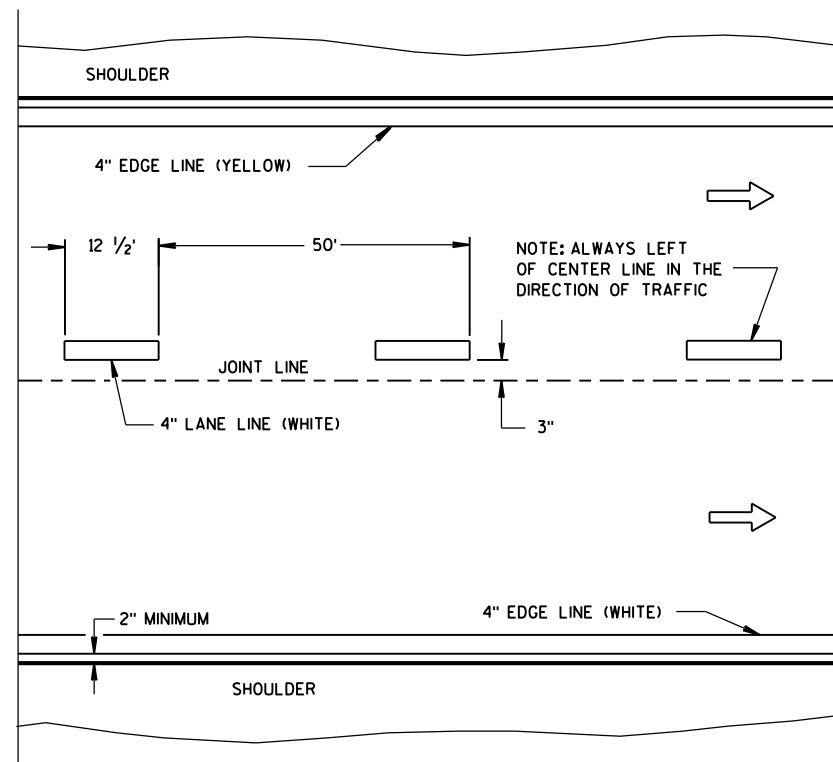 SHOULDER
4" EDGE LINE (YELLOW)
12 ½'
50'
NOTE: ALWAYS LEFT
OF CENTER LINE IN THE
DIRECTION OF TRAFFIC
JOINT LINE
4" LANE LINE (WHITE)
3"
2" MINIMUM
4" EDGE LINE (WHITE)
SHOULDER